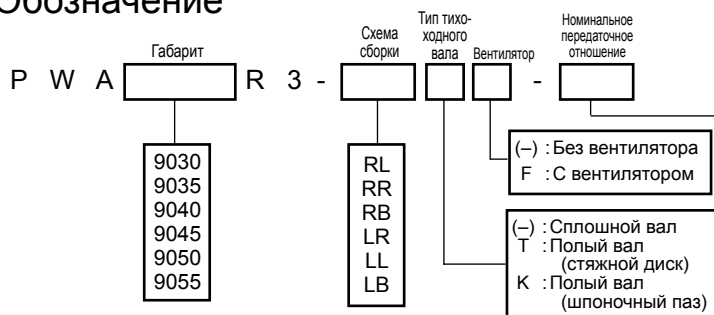 Обозначение
Габарит
Схема
сборки
Тип тихо-
ходного
вала
Вентилятор
Номинальное
передаточное
отношение
P W A R 3 - -
9030
9035
9040
9045
9050
9055
RL
RR
RB
LR
LL
LB
(–) : Без вентилятора
F : С вентилятором
(–) : Сплошной вал
T : Полый вал
(стяжной диск)
K : Полый вал
(шпоночный паз)